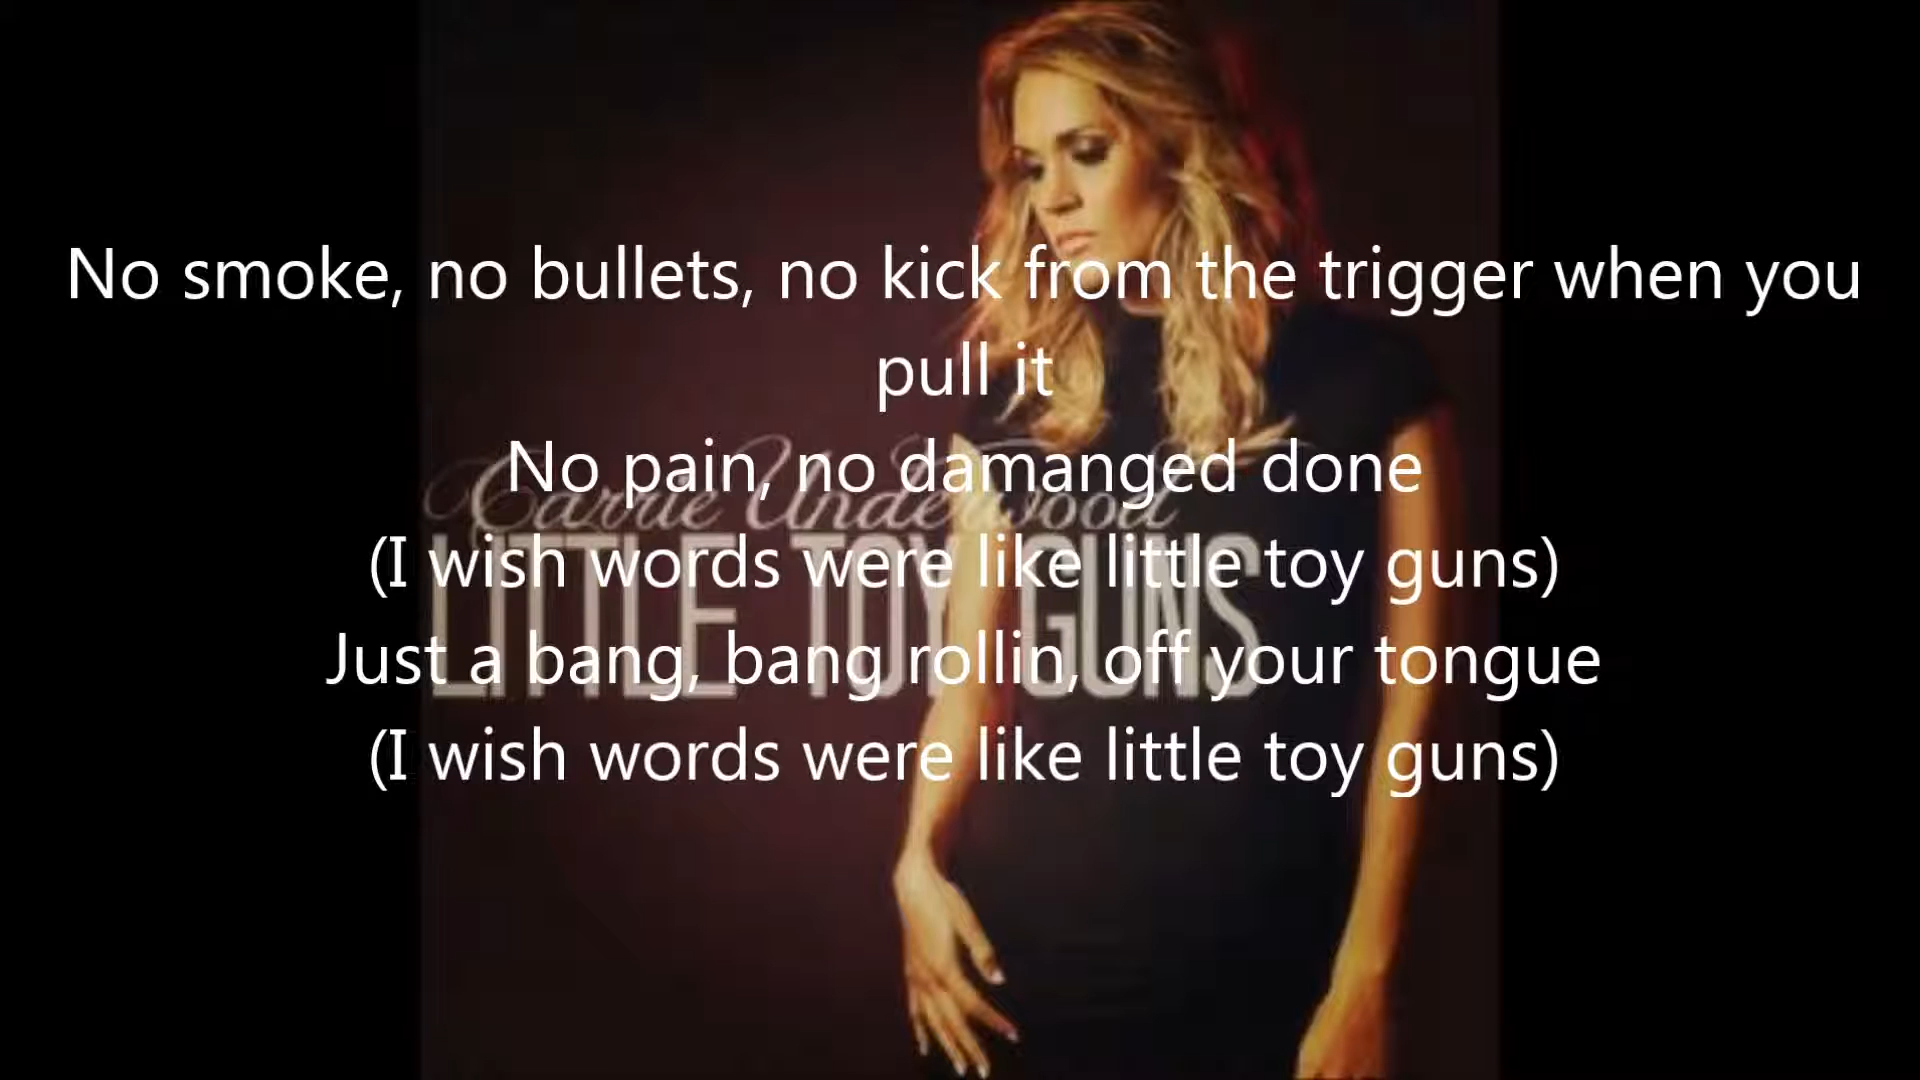 No smoke, no bullets, no kick from the trigger when you
pull it
No pain, no damanged done
Carrie Underwood
(I wish words were like little toy guns)
LITTLE TOY GUNS
Just a bang, bang rollin, off your tongue
(I wish words were like little toy guns)